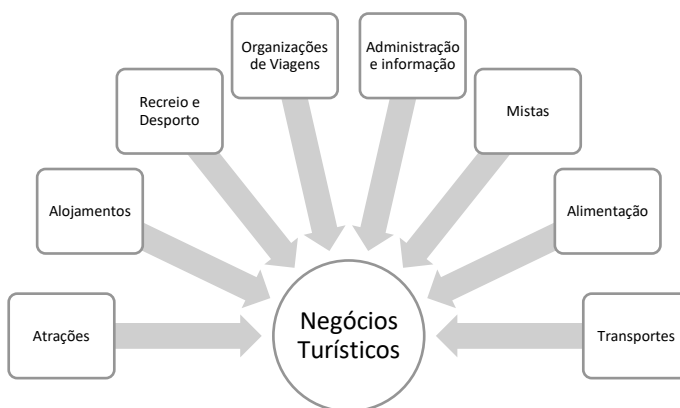 Organizações
de Viagens
Administração
e informação
Recreio e
Desporto
Mistas
Alojamentos
Alimentação
Atrações
Negócios
Turísticos
Transportes